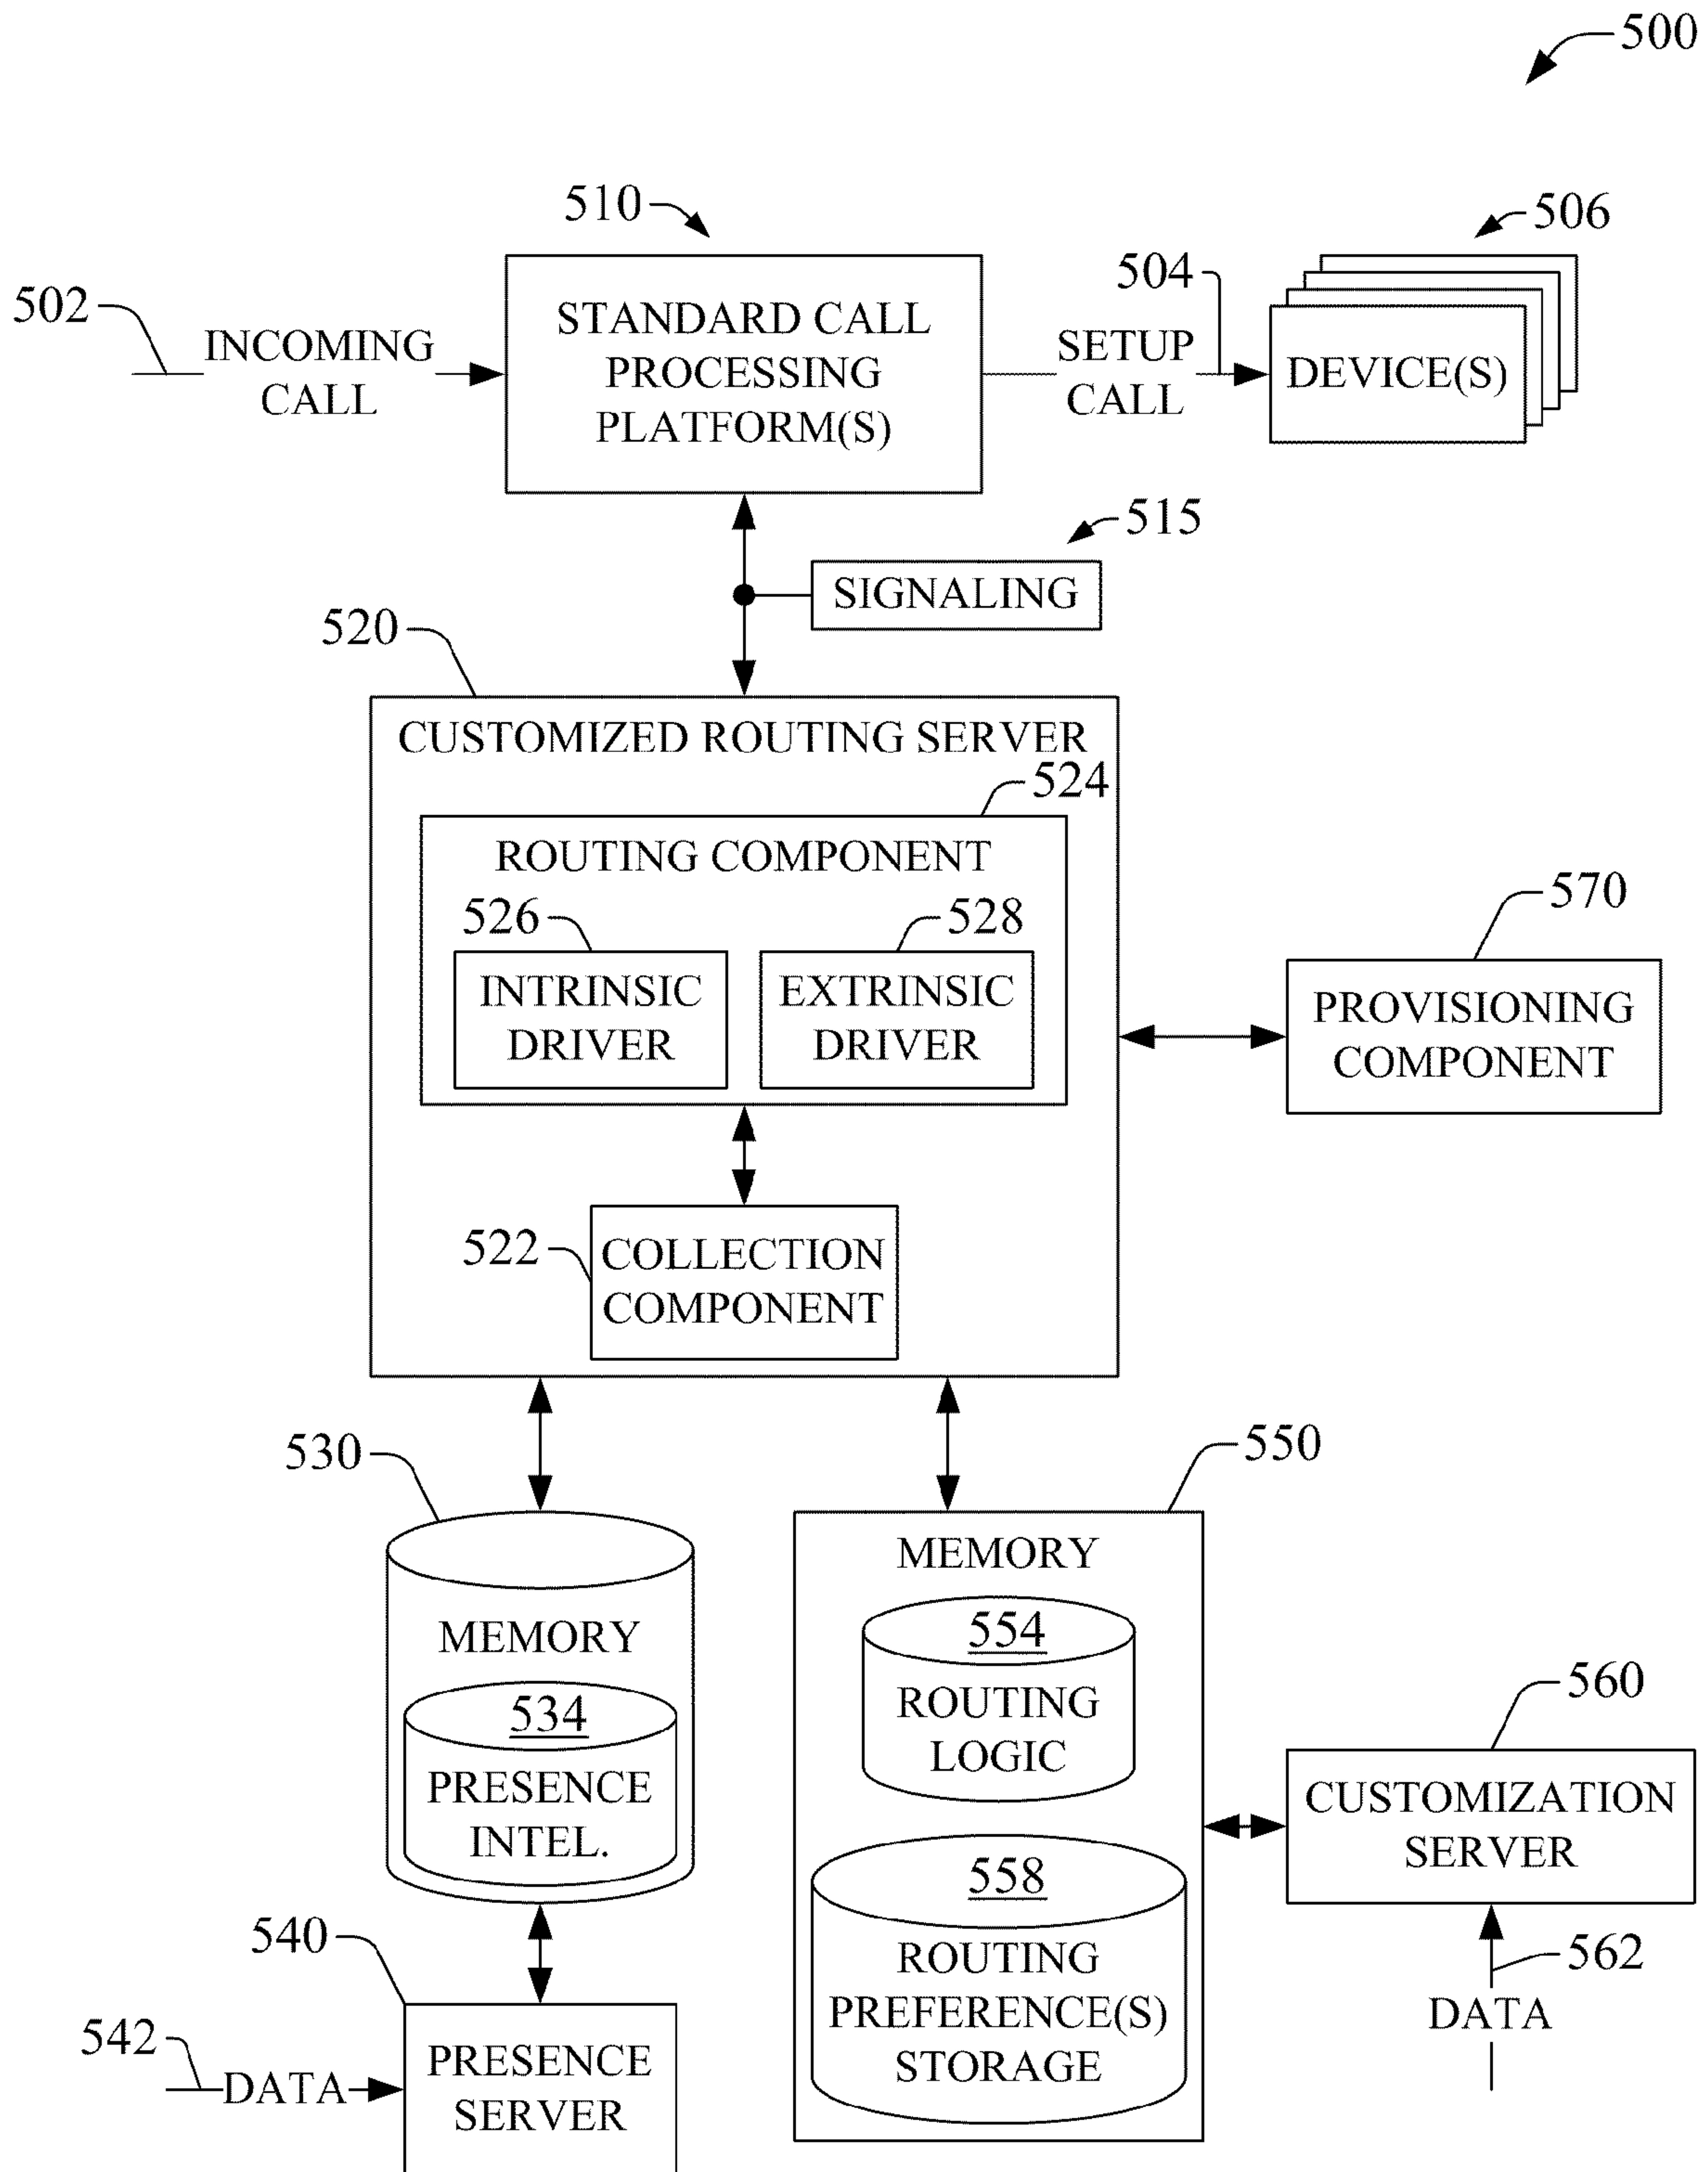 500
510
506
504
502
INCOMING
CALL
STANDARD CALL
PROCESSING
PLATFORM(S)
SETUP
CALL
DEVICE(S)
515
SIGNALING
520
CUSTOMIZED ROUTING SERVER
524
ROUTING COMPONENT
526
528
INTRINSIC
DRIVER
EXTRINSIC
DRIVER
570
PROVISIONING
COMPONENT
522
COLLECTION
COMPONENT
530
550
MEMORY
534
PRESENCE
INTEL.
MEMORY
554
ROUTING
LOGIC
558
ROUTING
PREFERENCE(S)
STORAGE
560
CUSTOMIZATION
SERVER
562
DATA
540
542
DATA
PRESENCE
SERVER